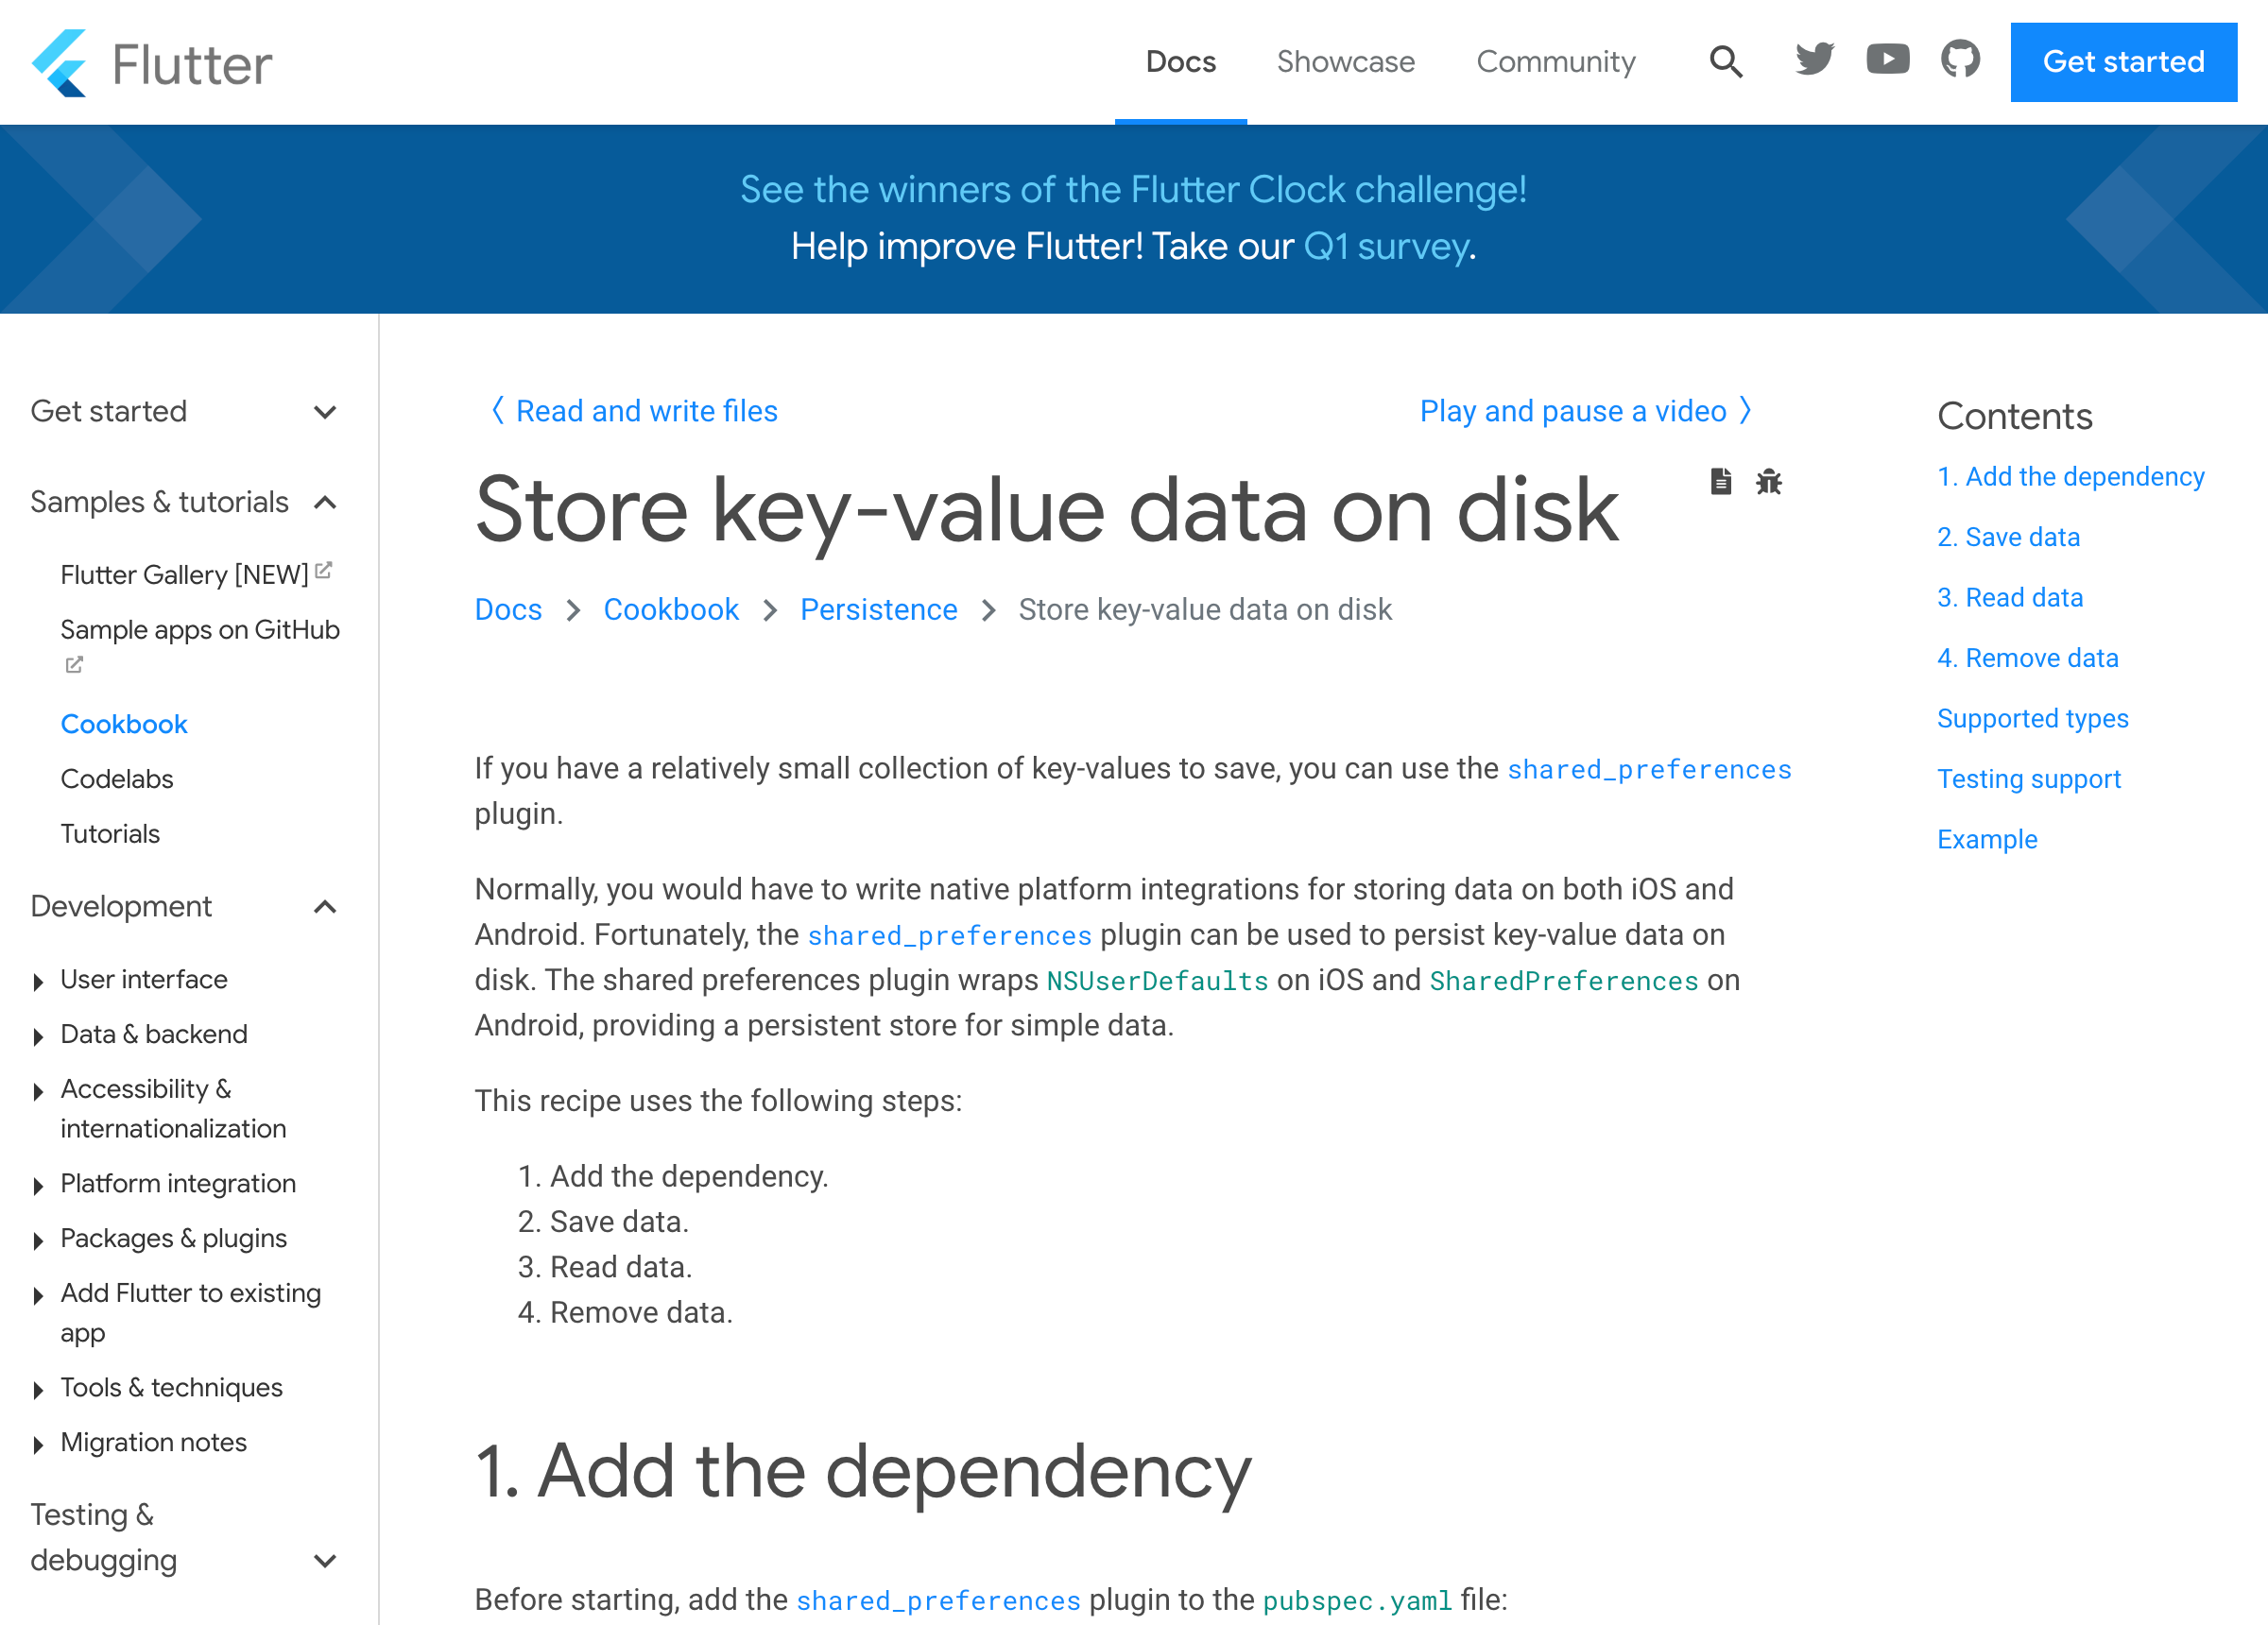 Flutter
Docs
Showcase
Community
Get started
See the winners of the Flutter Clock challenge!
Help improve Flutter! Take our Q1 survey.
Get started
Samples & tutorials
Flutter Gallery [NEW]
Sample apps on GitHub
Cookbook
Codelabs
Tutorials
Development
User interface
Data & backend
Accessibility &
internationalization
Platform integration
Packages & plugins
Add Flutter to existing
app
Tools & techniques
Migration notes
Testing &
debugging
〈 Read and write files
Play and pause a video 〉
Store key-value data on disk
Docs > Cookbook > Persistence > Store key-value data on disk
If you have a relatively small collection of key-values to save, you can use the shared_preferences
plugin.
Normally, you would have to write native platform integrations for storing data on both iOS and
Android. Fortunately, the shared_preferences plugin can be used to persist key-value data on
disk. The shared preferences plugin wraps NSUserDefaults on iOS and SharedPreferences on
Android, providing a persistent store for simple data.
This recipe uses the following steps:
1. Add the dependency.
2. Save data.
3. Read data.
4. Remove data.
1. Add the dependency
Before starting, add the shared_preferences plugin to the pubspec.yaml file:
Contents
1. Add the dependency
2. Save data
3. Read data
4. Remove data
Supported types
Testing support
Example